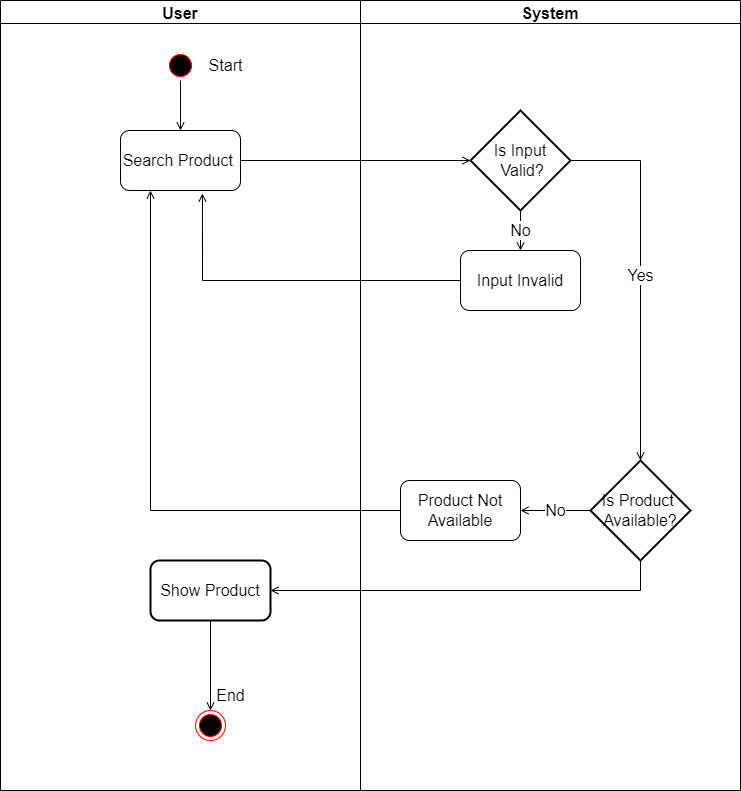 User
System
Start
Search Product
Is Input
Valid?
No
Input Invalid
Yes
Product Not
Available
No
Is Product
Available?
Show Product
End